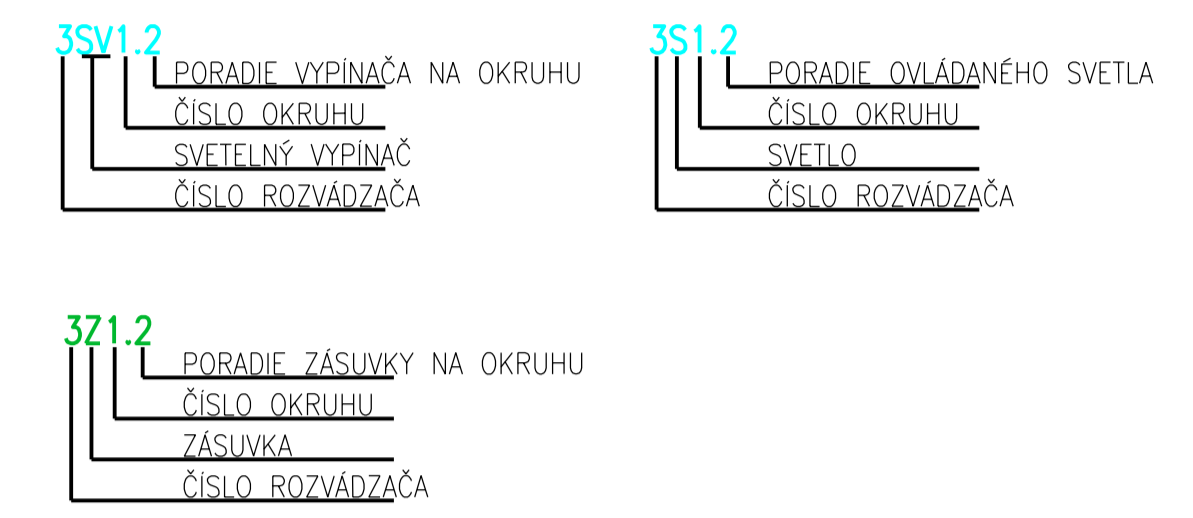 3SV1.2
PORADIE VYPÍNAČA NA OKRUHU
ČÍSLO OKRUHU
SVETELNÝ VYPÍNAČ
ČÍSLO ROZVÁDZAČA
3S1.2
PORADIE OVLÁDANÉHO SVETLA
ČÍSLO OKRUHU
SVETLO
ČÍSLO ROZVÁDZAČA
3Z1.2
PORADIE ZÁSUVKY NA OKRUHU
ČÍSLO OKRUHU
ZÁSUVKA
ČÍSLO ROZVÁDZAČA